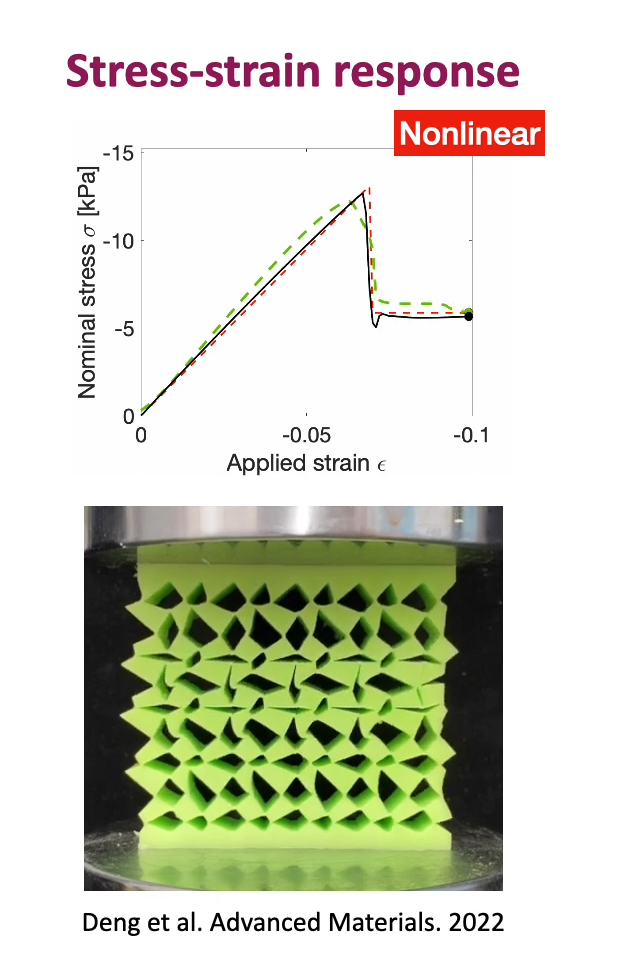 Stress-strain response
Nonlinear
Nominal stress σ [kPa]
-15
-10
-5
0
0
-0.05
-0.1
Applied strain ϵ
Deng et al. Advanced Materials. 2022